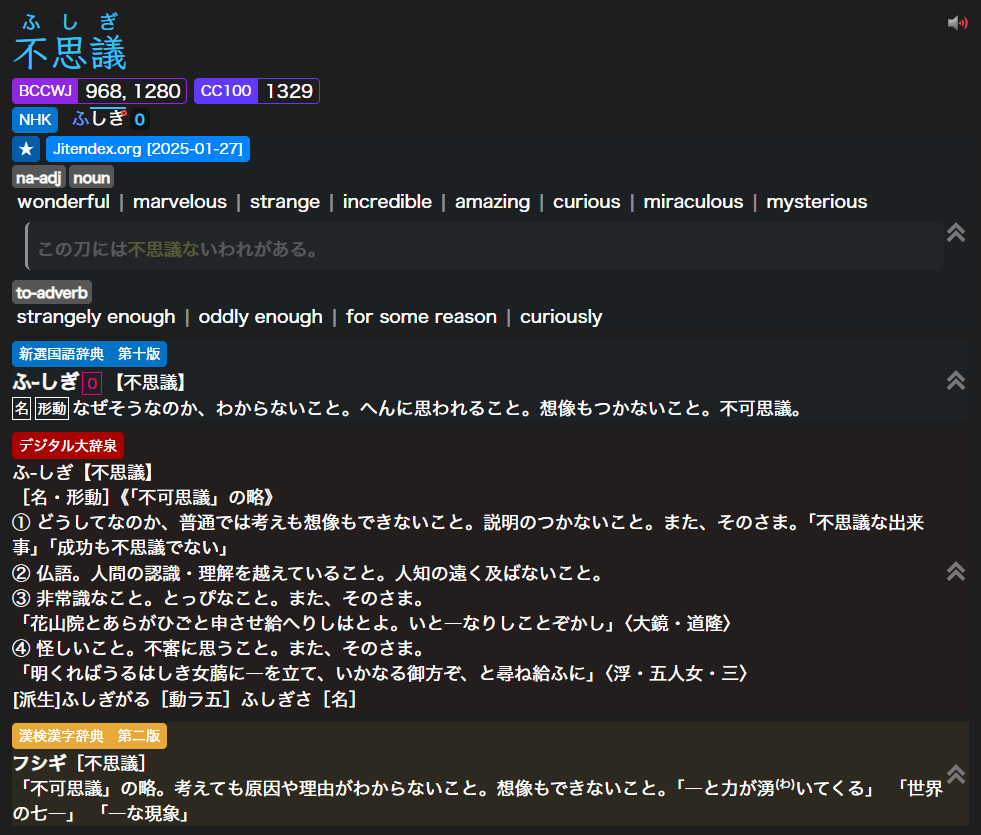 ふしぎ
不思議
BCCWJ 968, 1280 CC100 1329
NHK ふしぎ 0
★ Jitendex.org [2025-01-27]
na-adj noun
wonderful | marvelous | strange | incredible | amazing | curious | miraculous | mysterious
この刀には不思議ないわれがある。
to-adverb
strangely enough | oddly enough | for some reason | curiously
新選国語辞典　第十版
ふ-しぎ 0 【不思議】
名 形動 なぜそうなのか、わからないこと。へんに思われること。想像もつかないこと。不可思議。
デジタル大辞泉
ふ-しぎ【不思議】
［名・形動］《「不可思議」の略》
① どうしてなのか、普通では考えも想像もできないこと。説明のつかないこと。また、そのさま。「不思議な出来
事」「成功も不思議でない」
② 仏語。人間の認識・理解を越えていること。人知の遠く及ばないこと。
③ 非常識なこと。とっぴなこと。また、そのさま。
「花山院とあらがひごと申させ給へりしはとよ。いと―なりしことぞかし」〈大鏡・道隆〉
④ 怪しいこと。不審に思うこと。また、そのさま。
「明くればうるはしき女﨟に―を立て、いかなる御方ぞ、と尋ね給ふに」〈浮・五人女・三〉
[派生]ふしぎがる［動ラ五］ふしぎさ［名］
漢検漢字辞典　第二版
フシギ［不思議］
「不可思議」の略。考えても原因や理由がわからないこと。想像もできないこと。「―と力が湧(わ)いてくる」　「世界
の七―」　「―な現象」